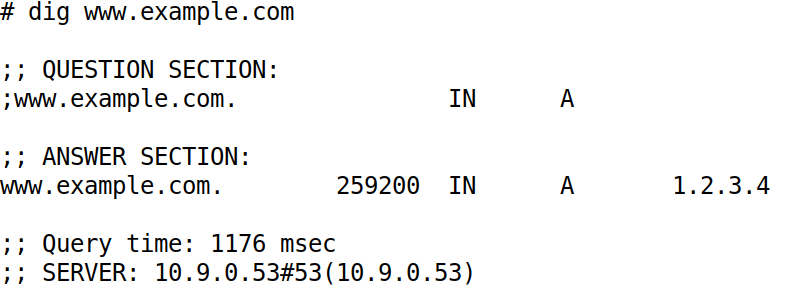 # dig www.example.com
;; QUESTION SECTION:
;www.example.com. IN A
;; ANSWER SECTION:
www.example.com. 259200 IN A 1.2.3.4
;; Query time: 1176 msec
;; SERVER: 10.9.0.53#53(10.9.0.53)